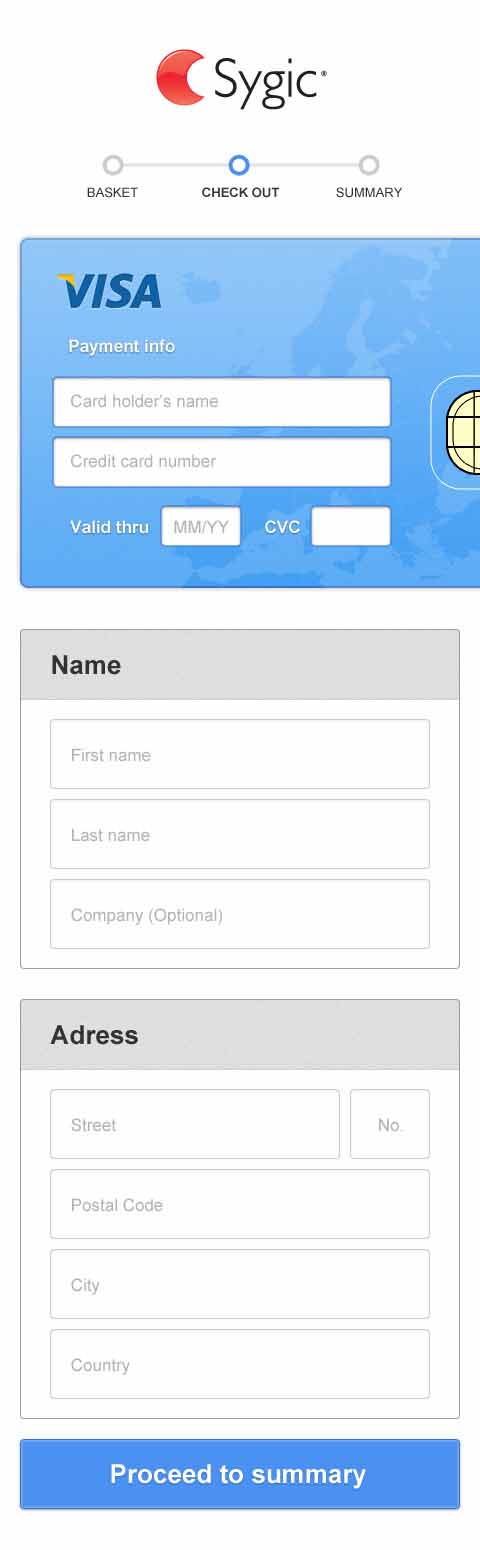 Sygic®
BASKET CHECK OUT SUMMARY
VISA
Payment info
Card holder's name
Credit card number
Valid thru MM/YY CVC
Name
First name
Last name
Company (Optional)
Adress
Street No.
Postal Code
City
Country
Proceed to summary